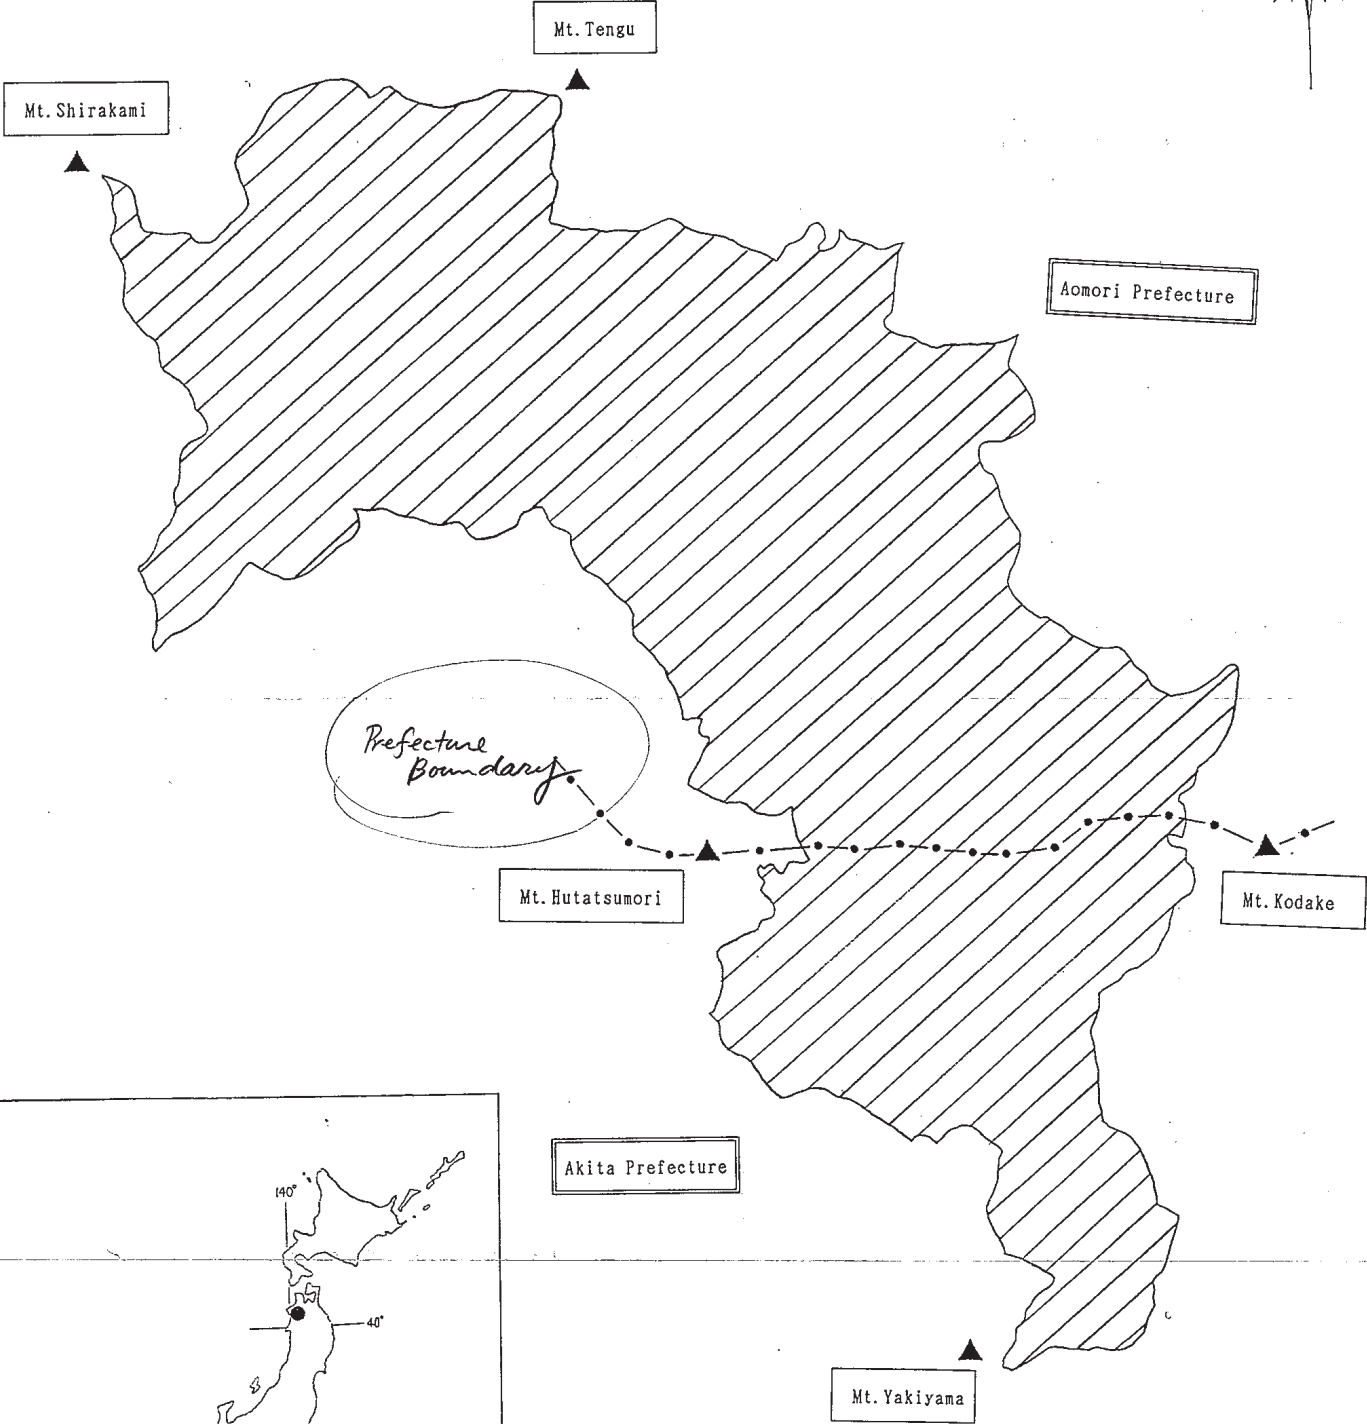 Mt. Tengu
Mt. Shirakami
Aomori Prefecture
Prefecture
Boundary
Mt. Hutatsumori
Mt. Kodake
Akita Prefecture
140°
40°
Mt. Yakiyama